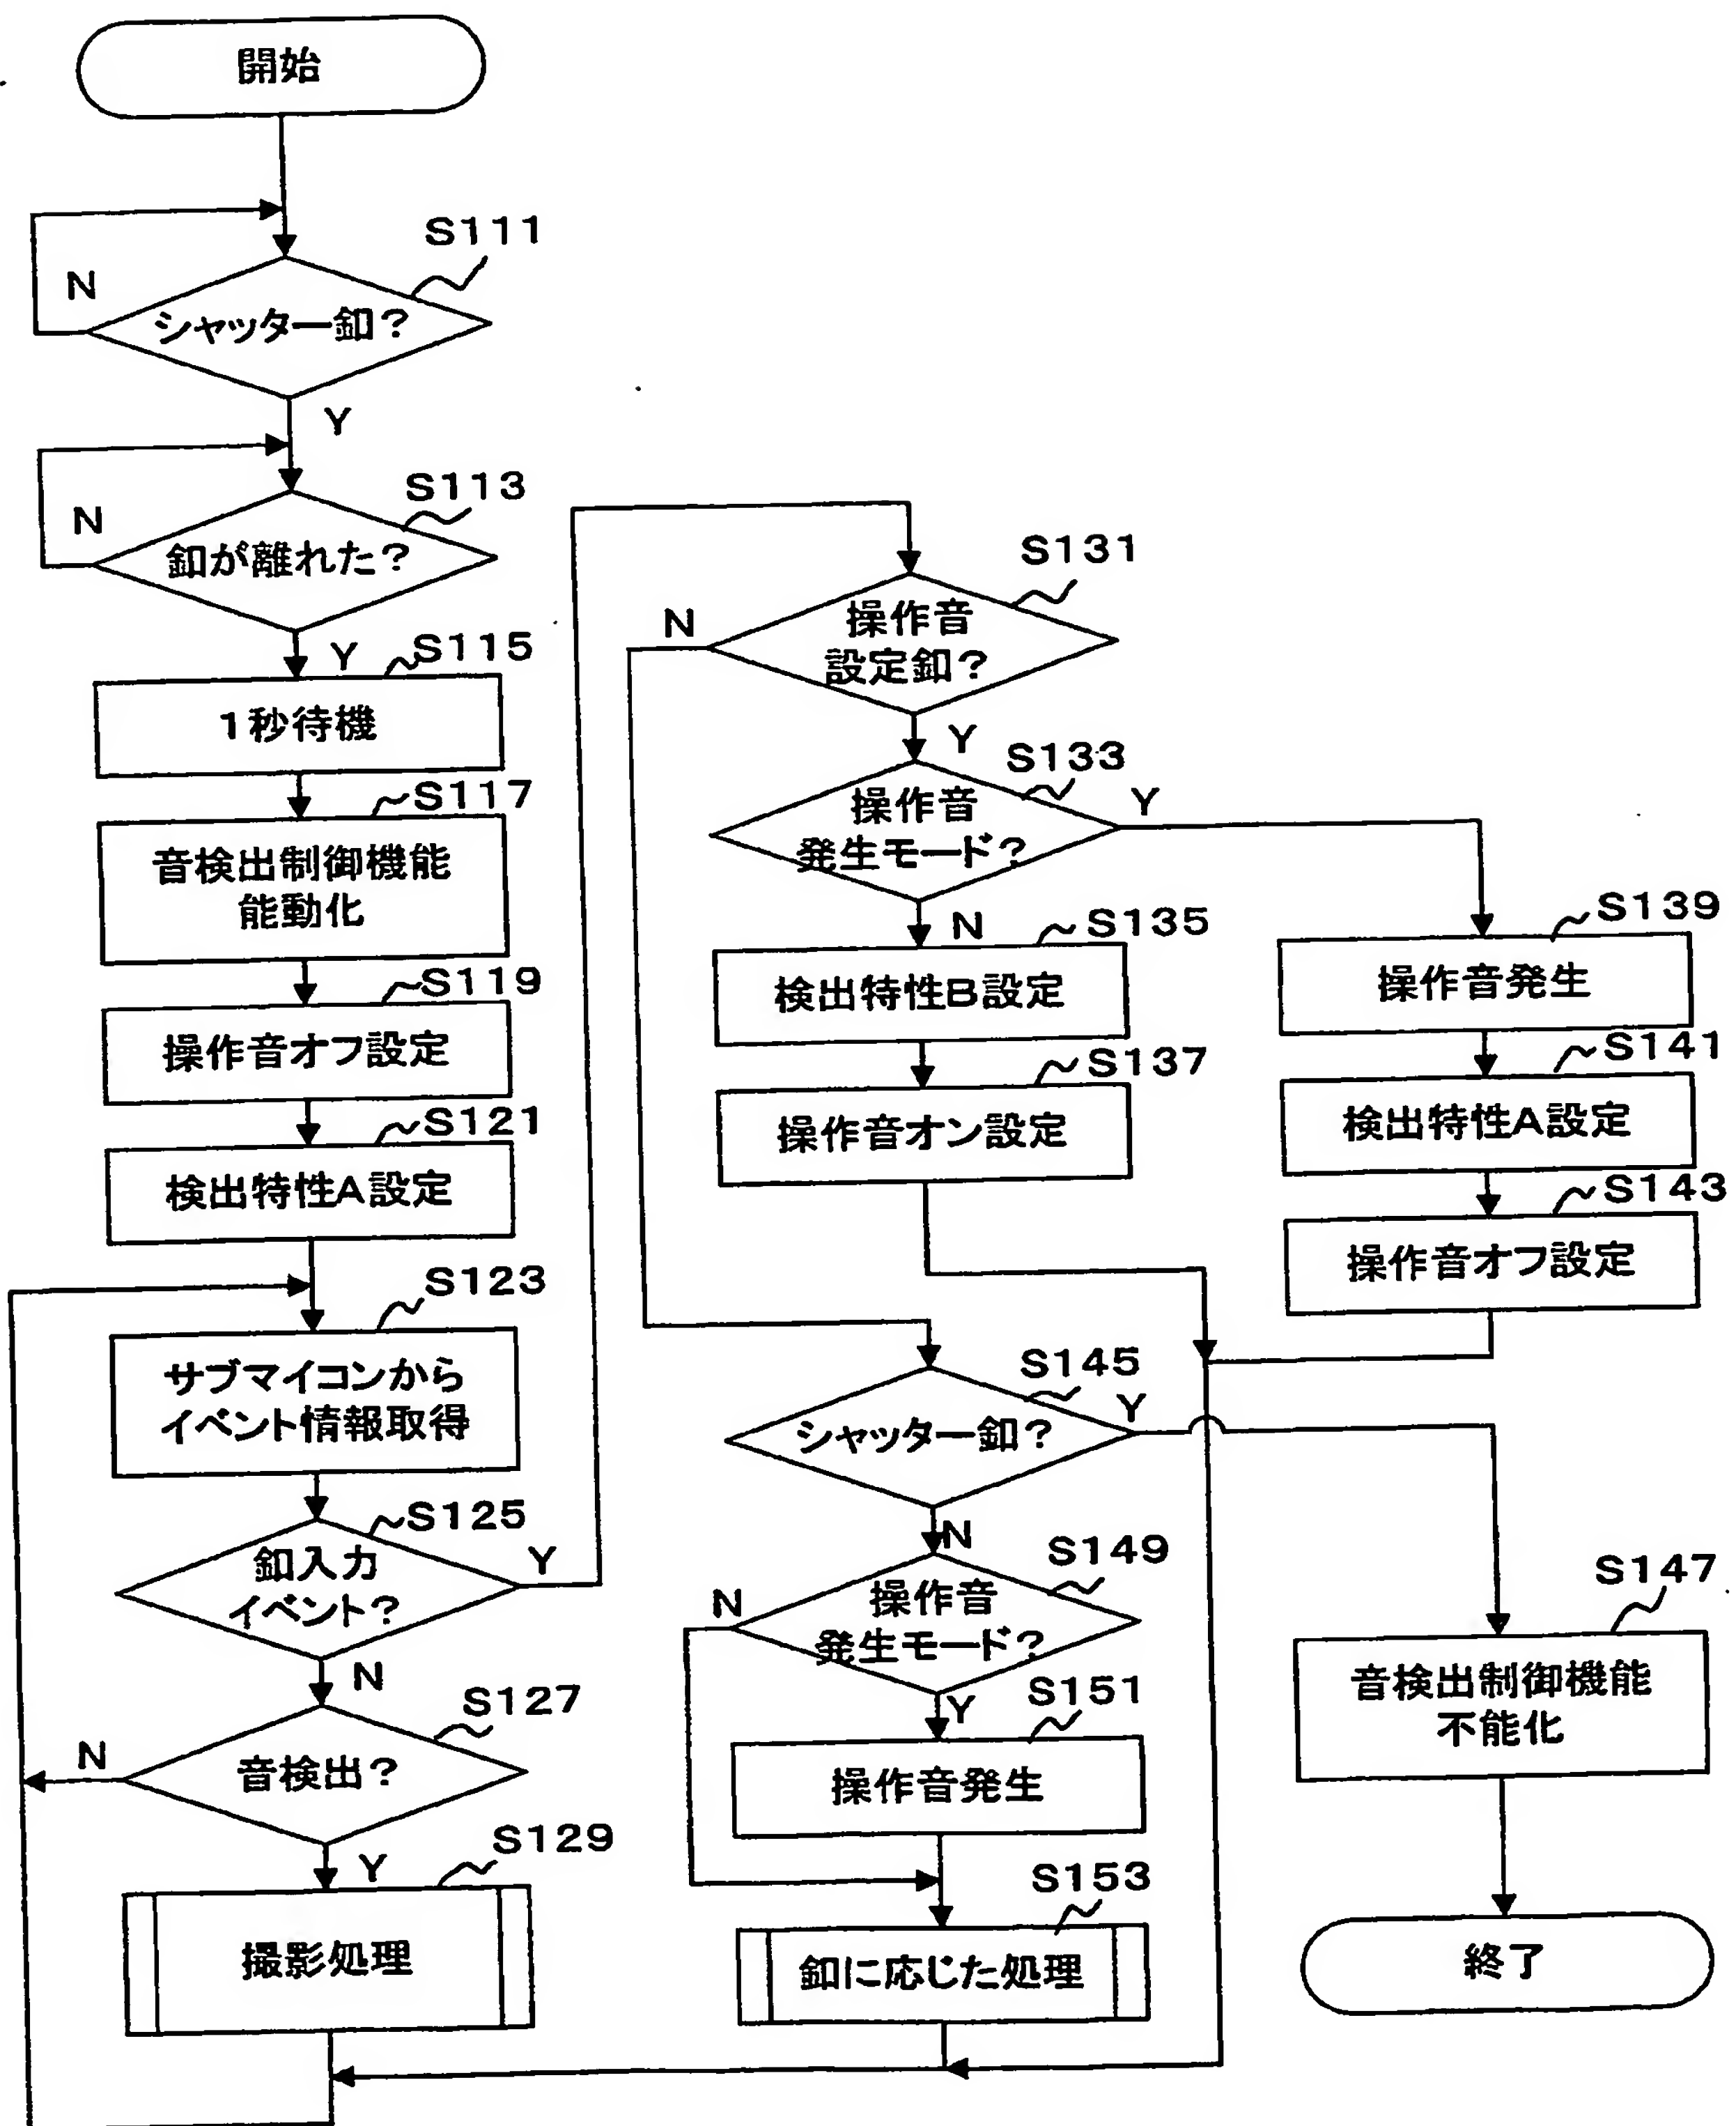 開始
S111
N
シャッター釦?
Y
S113
N
釦が離れた?
Y
S115
1秒待機
S117
音検出制御機能
能動化
S119
操作音オフ設定
S121
検出特性A設定
S123
サブマイコンから
イベント情報取得
S125
釦入力
イベント?
Y
N
S127
N
音検出?
Y
S129
撮影処理
S131
N
操作音
設定釦?
Y
S133
操作音
発生モード?
Y
N
S135
検出特性B設定
S137
操作音オン設定
S139
操作音発生
S141
検出特性A設定
S143
操作音オフ設定
S145
シャッター釦?
Y
N
S149
N
操作音
発生モード?
Y
S151
操作音発生
S153
釦に応じた処理
S147
音検出制御機能
不能化
終了